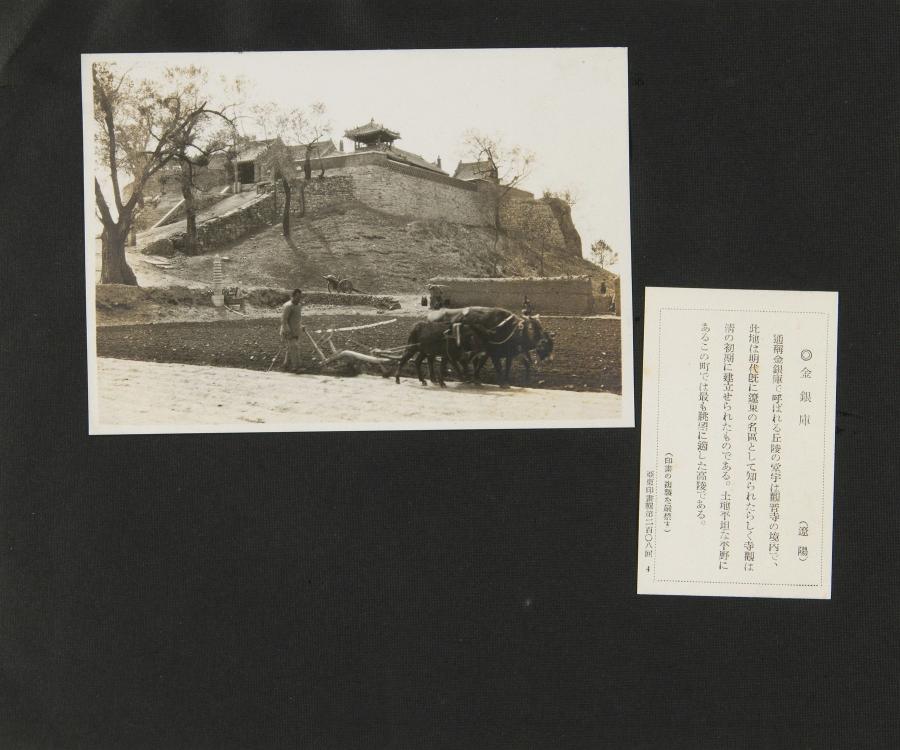 ◎金銀庫
(遼陽)
通稱金銀庫で呼ばれる丘陵の堂宇は觀音寺の境內で、
此地は明代旣に遼東の名區として知られたらしく寺觀は
淸の初期に建立せられたものである。土地平坦な平野に
あるこの町では最も眺望に適した高陵である。
(印畫の複製を嚴禁す)
亞東印畫輯第二百〇八回 4